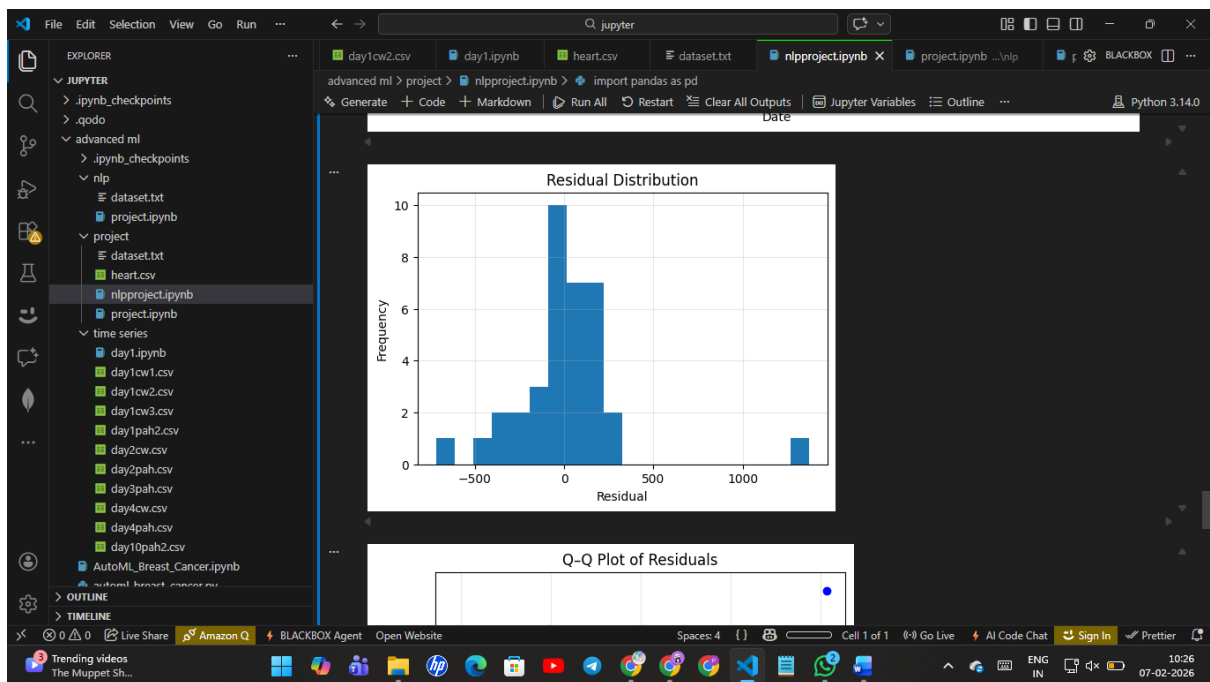 File Edit Selection View Go Run ··· jupyter
EXPLORER ···
JUPYTER
.ipynb_checkpoints
.qodo
advanced ml
.ipynb_checkpoints
nlp
dataset.txt
project.ipynb
project
dataset.txt
heart.csv
nlpproject.ipynb
project.ipynb
time series
day1.ipynb
day1cw1.csv
day1cw2.csv
day1cw3.csv
day1pah2.csv
day2cw.csv
day2pah.csv
day3pah.csv
day4cw.csv
day4pah.csv
day10pah2.csv
AutoML_Breast_Cancer.ipynb
automl_breast_cancer.py
OUTLINE
TIMELINE
day1cw2.csv day1.ipynb heart.csv dataset.txt nlpproject.ipynb project.ipynb ...\nlp p BLACKBOX ···
advanced ml > project > nlpproject.ipynb > import pandas as pd
Generate + Code + Markdown Run All Restart Clear All Outputs Jupyter Variables Outline ··· Python 3.14.0
Date
Residual Distribution
Frequency
10
8
6
4
2
0
−500 0 500 1000
Residual
Q–Q Plot of Residuals
0 0 Live Share Amazon Q BLACKBOX Agent Open Website Spaces: 4 {} Cell 1 of 1 Go Live AI Code Chat Sign In Prettier
3 Trending videos
The Muppet Sh...
2
ENG
IN
10:26
07-02-2026